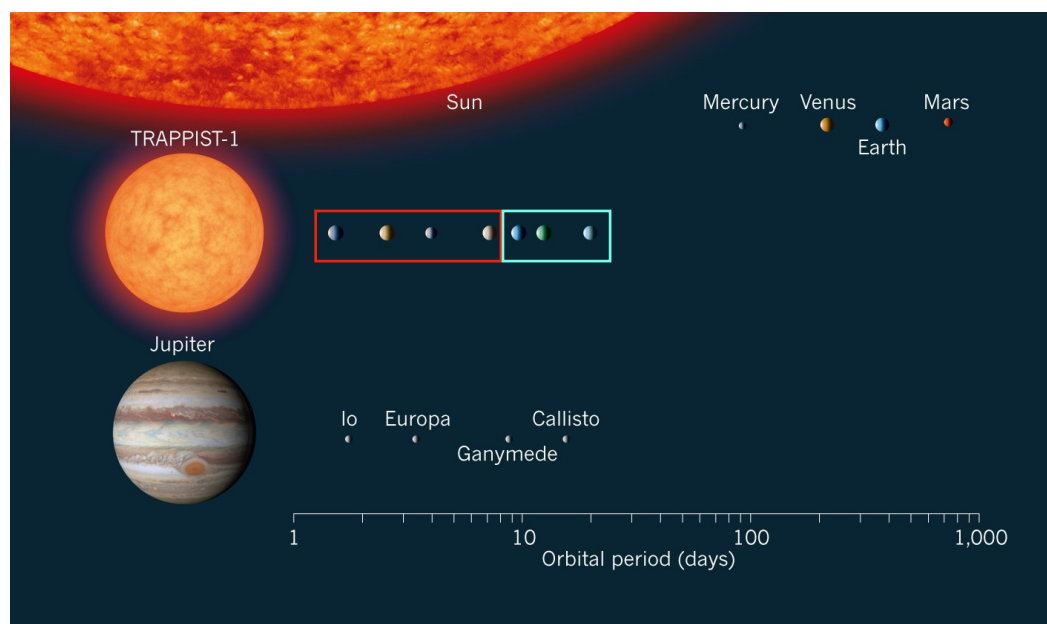 Sun
Mercury
Venus
Mars
Earth
TRAPPIST-1
Jupiter
Io
Europa
Callisto
Ganymede
1
10
100
1,000
Orbital period (days)